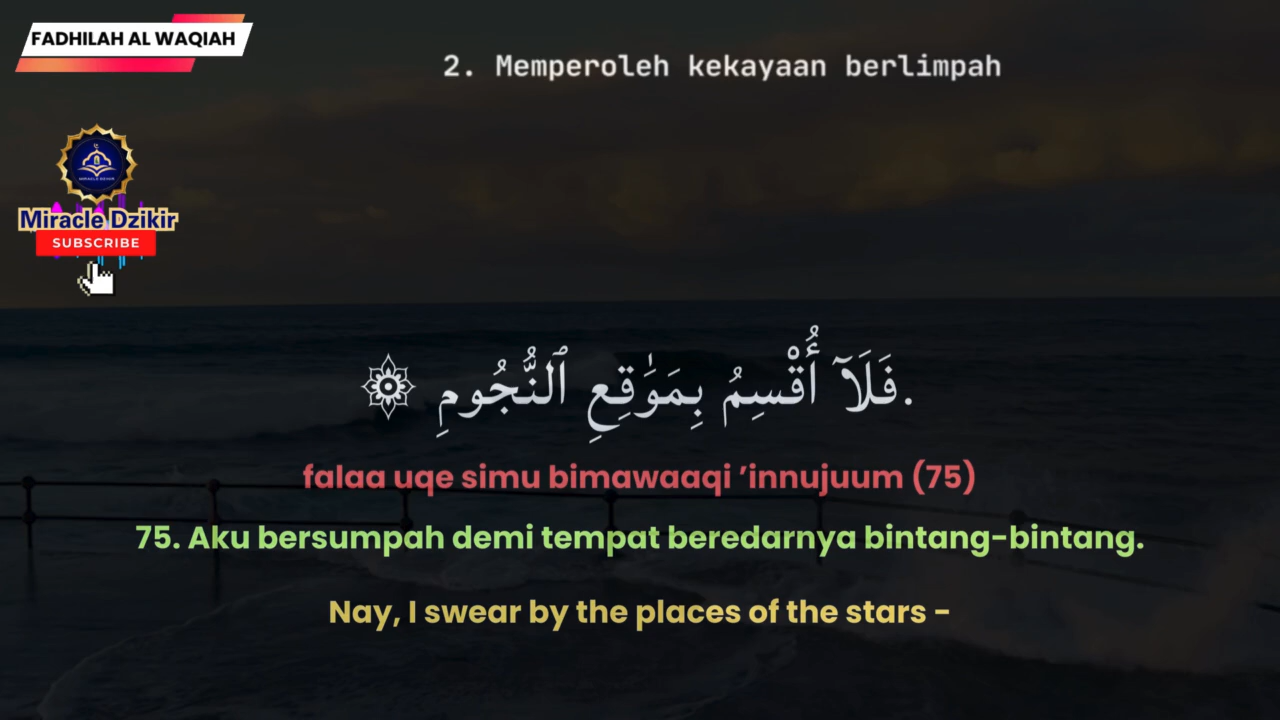 FADHILAH AL WAQIAH
2. Memperoleh kekayaan berlimpah
Miracle Dzikir
SUBSCRIBE
فَلَآ أُقْسِمُ بِمَوَٰقِعِ ٱلنُّجُومِ.
falaa uqe simu bimawaaqi ’innujuum (75)
75. Aku bersumpah demi tempat beredarnya bintang-bintang.
Nay, I swear by the places of the stars -